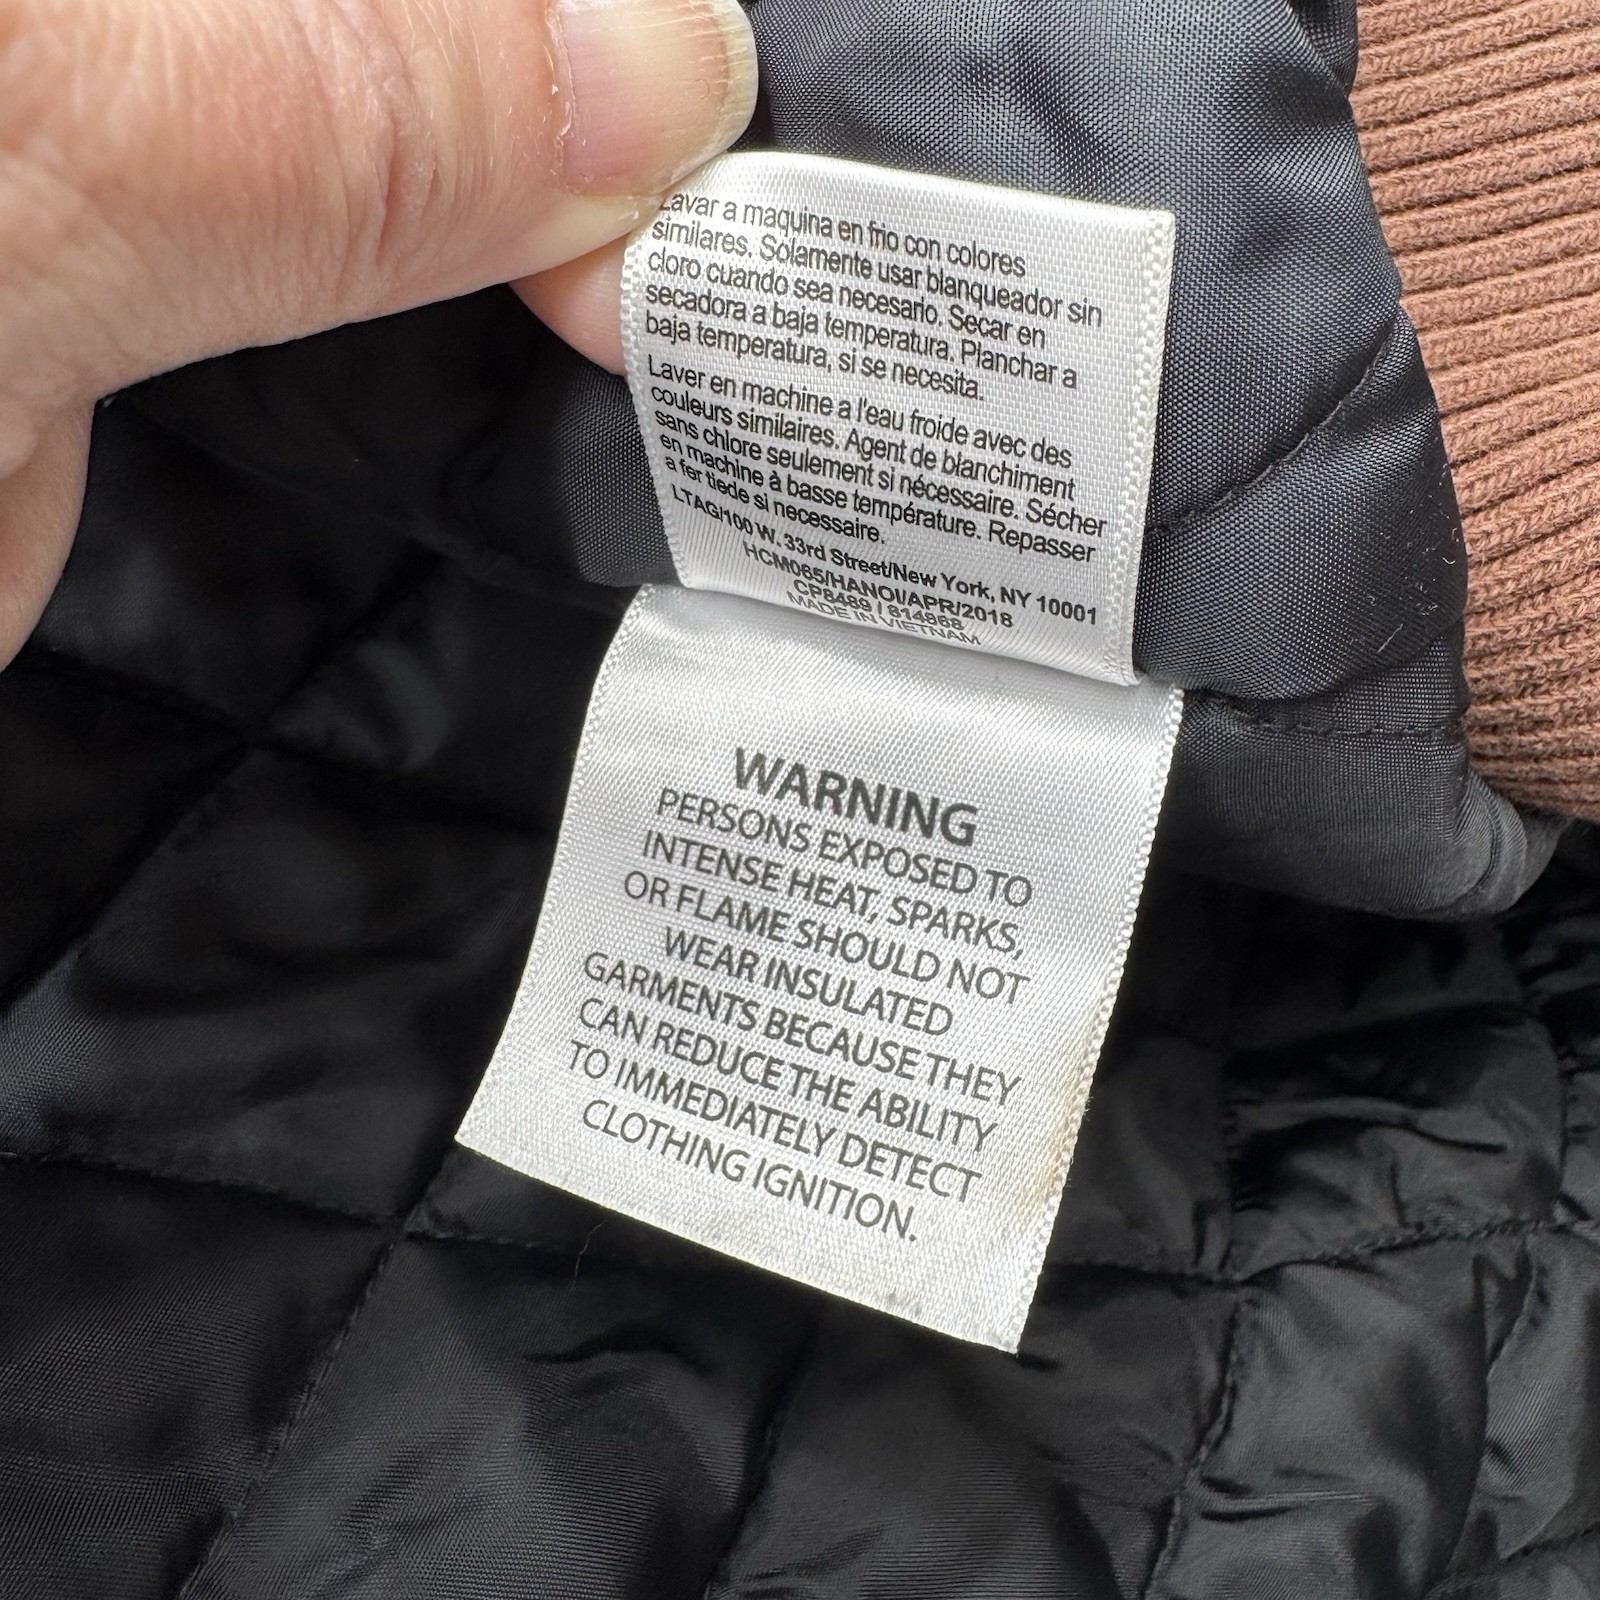 Lavar a maquina en frio con colores
similares. Solamente usar blanqueador sin
cloro cuando sea necesario. Secar en
secadora a baja temperatura. Planchar a
baja temperatura, si se necesita.
Laver en machine a l'eau froide avec des
couleurs similaires. Agent de blanchiment
sans chlore seulement si nécessaire. Sécher
en machine à basse température. Repasser
a fer tiede si necessaire.
LTAG/100 W. 33rd Street/New York, NY 10001
HCM065/HANOI/APR/2018
CP8489 / 814868
MADE IN VIETNAM
WARNING
PERSONS EXPOSED TO
INTENSE HEAT, SPARKS,
OR FLAME SHOULD NOT
WEAR INSULATED
GARMENTS BECAUSE THEY
CAN REDUCE THE ABILITY
TO IMMEDIATELY DETECT
CLOTHING IGNITION.